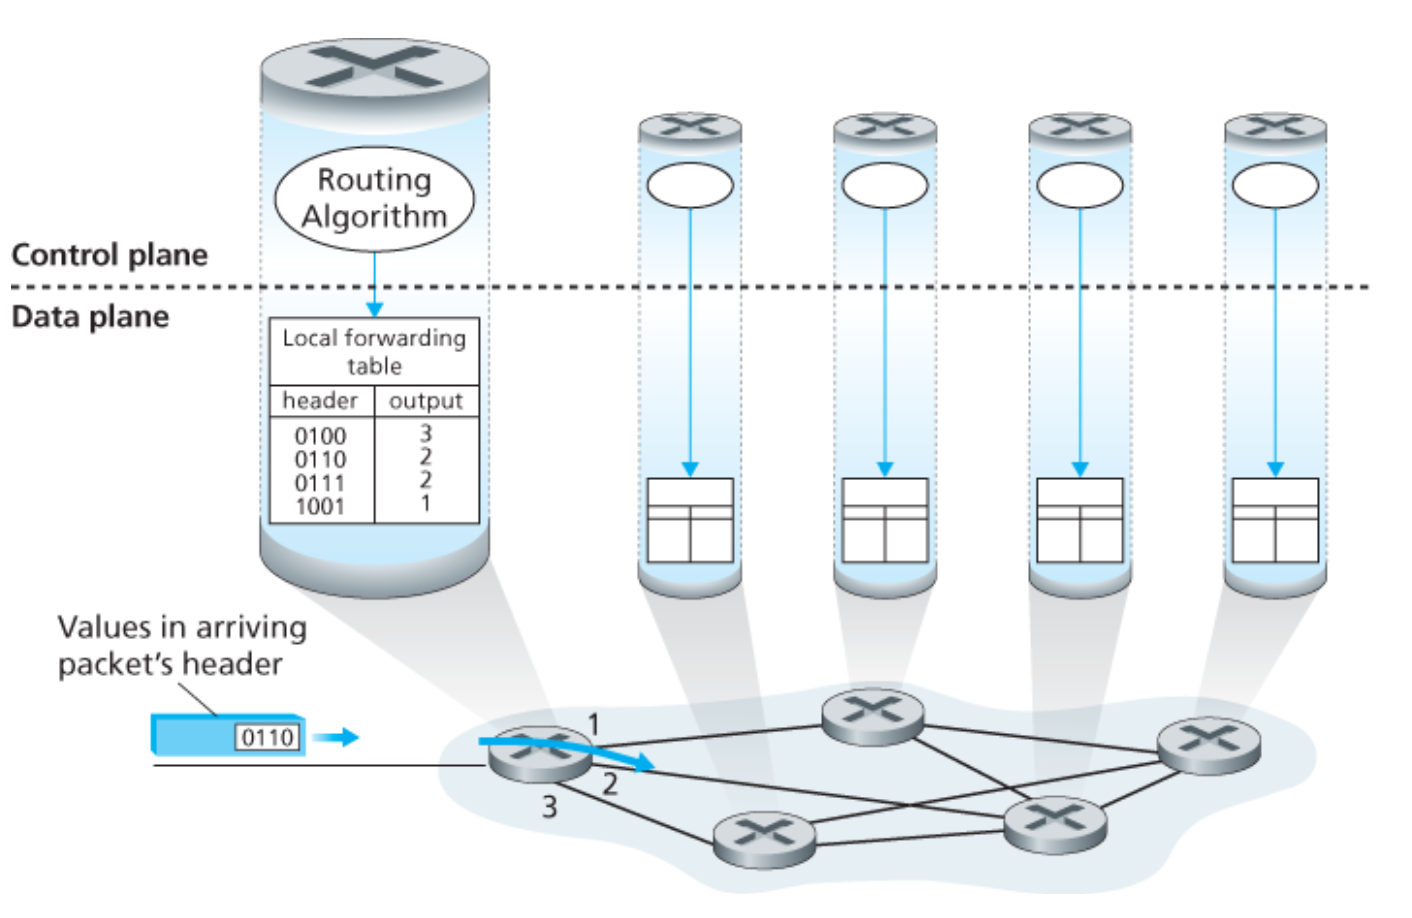 Routing
Algorithm
Control plane
Data plane
Local forwarding
table
header output
0100 3
0110 2
0111 2
1001 1
Values in arriving
packet's header
0110
1
2
3